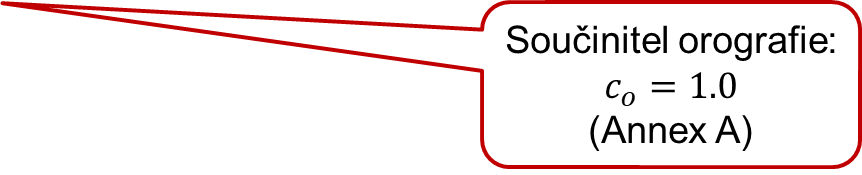 Součinitel orografie:
$c_o = 1.0$
(Annex A)